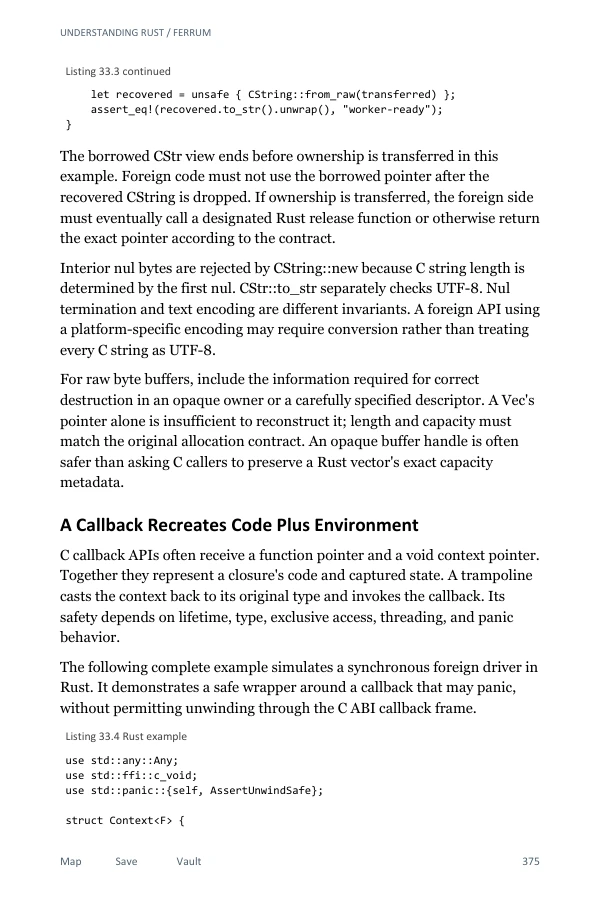 UNDERSTANDING RUST / FERRUM
Listing 33.3 continued
    let recovered = unsafe { CString::from_raw(transferred) };
    assert_eq!(recovered.to_str().unwrap(), "worker-ready");
}
The borrowed CStr view ends before ownership is transferred in this
example. Foreign code must not use the borrowed pointer after the
recovered CString is dropped. If ownership is transferred, the foreign side
must eventually call a designated Rust release function or otherwise return
the exact pointer according to the contract.
Interior nul bytes are rejected by CString::new because C string length is
determined by the first nul. CStr::to_str separately checks UTF-8. Nul
termination and text encoding are different invariants. A foreign API using
a platform-specific encoding may require conversion rather than treating
every C string as UTF-8.
For raw byte buffers, include the information required for correct
destruction in an opaque owner or a carefully specified descriptor. A Vec's
pointer alone is insufficient to reconstruct it; length and capacity must
match the original allocation contract. An opaque buffer handle is often
safer than asking C callers to preserve a Rust vector's exact capacity
metadata.
A Callback Recreates Code Plus Environment
C callback APIs often receive a function pointer and a void context pointer.
Together they represent a closure's code and captured state. A trampoline
casts the context back to its original type and invokes the callback. Its
safety depends on lifetime, type, exclusive access, threading, and panic
behavior.
The following complete example simulates a synchronous foreign driver in
Rust. It demonstrates a safe wrapper around a callback that may panic,
without permitting unwinding through the C ABI callback frame.
Listing 33.4 Rust example
use std::any::Any;
use std::ffi::c_void;
use std::panic::{self, AssertUnwindSafe};
struct Context<F> {
Map Save Vault 375